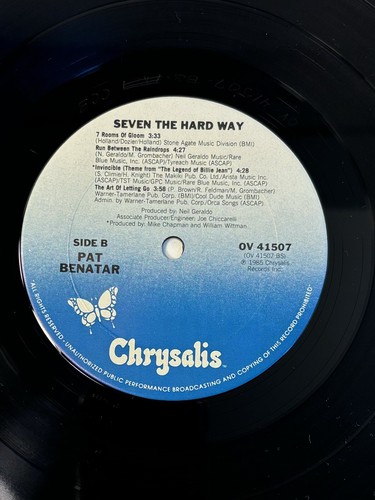 SEVEN THE HARD WAY
7 Rooms Of Gloom 3:33
(Holland/Dozier/Holland) Stone Agate Music Division (BMI)
Run Between The Raindrops 4:27
(N. Geraldo/M. Grombacher) Neil Geraldo Music/Rare
Blue Music, Inc. (ASCAP)/Tyreach Music (ASCAP)
*Invincible (Theme from "The Legend of Billie Jean") 4:28
(S. Climie/H. Knight) The Makiki Pub. Co. Ltd./Arista Music Inc.
(ASCAP)/TST Music/GPC Music/Rare Blue Music, Inc. (ASCAP)
The Art Of Letting Go 3:58 (P. Brown/R. Feldman/M. Grombacher)
Warner-Tamerlane Pub. Corp. (BMI)/Cool Dude Music (BMI)
Admin. by Warner-Tamerlane Pub. Corp./Orca Songs (ASCAP)
Produced by: Neil Geraldo
Associate Producer/Engineer: Joe Chiccarelli
*Produced by: Mike Chapman and William Wittman
SIDE B
PAT
BENATAR
OV 41507
(OV 41507 BS)
℗ 1985 Chrysalis
Records Inc.
Chrysalis™
ALL RIGHTS RESERVED · UNAUTHORIZED PUBLIC PERFORMANCE BROADCASTING AND COPYING OF THIS RECORD PROHIBITED